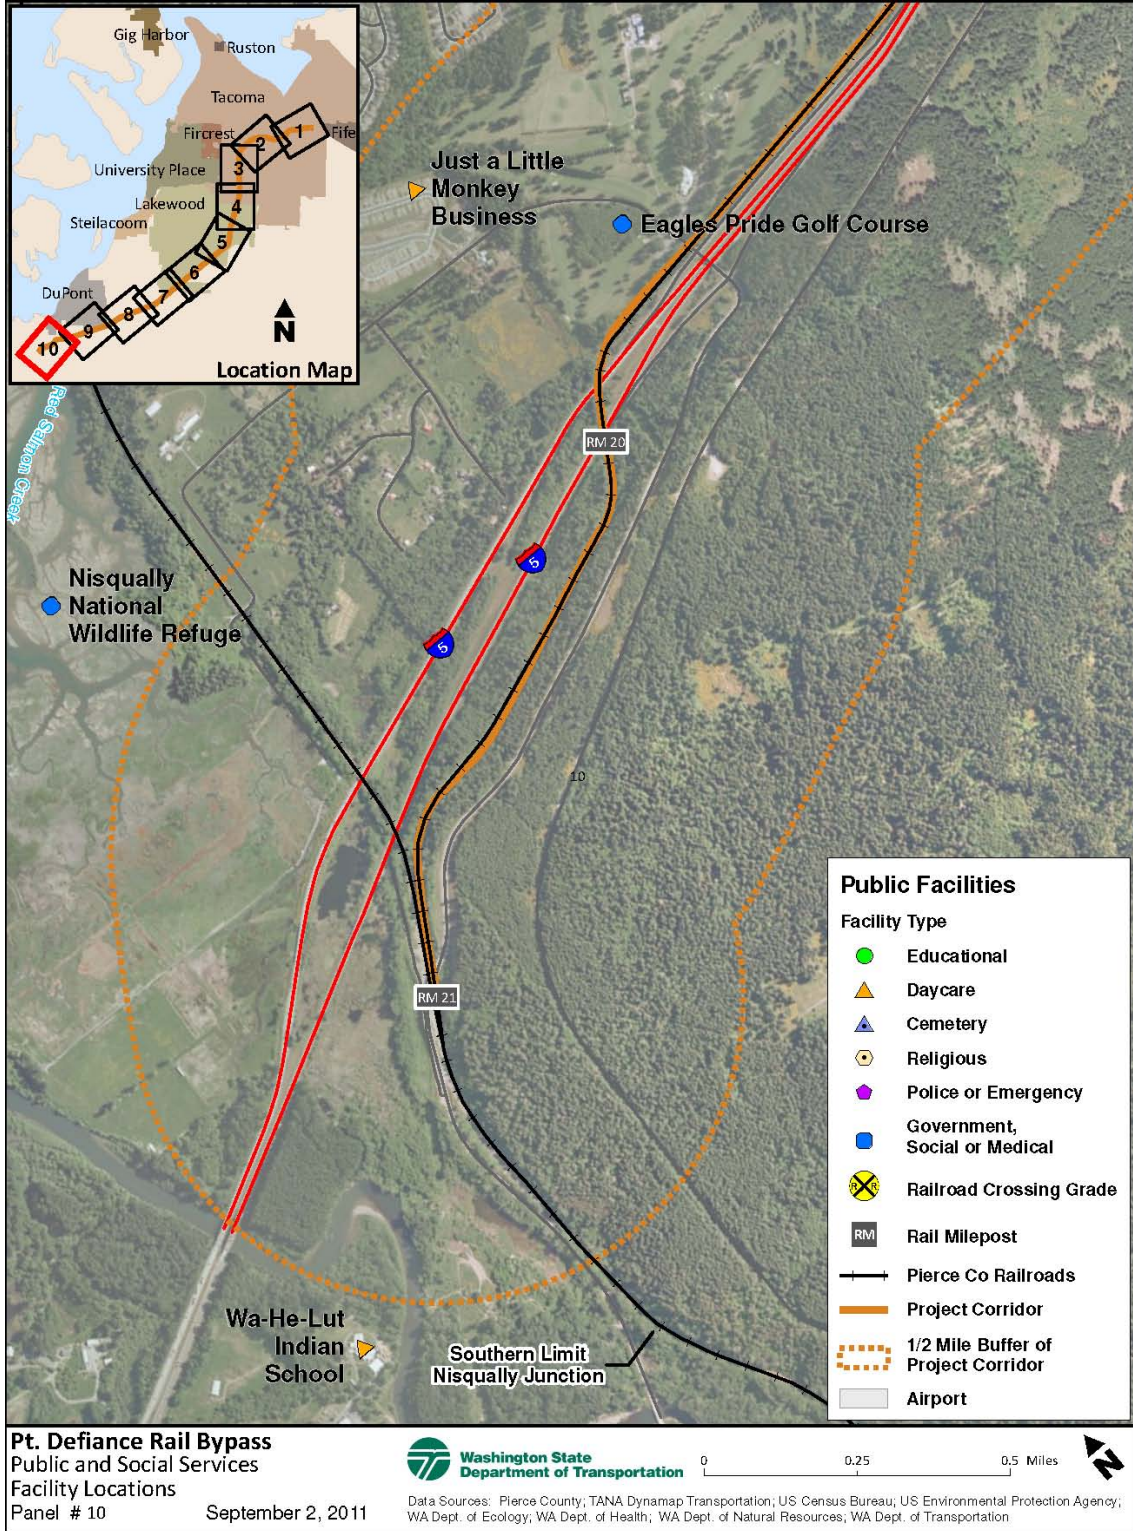 Gig Harbor
Ruston
Tacoma
Fircrest
Fife
University Place
Lakewood
Steilacoom
DuPont
1
2
3
4
5
6
7
8
9
10
N
Location Map
Just a Little
Monkey
Business
Eagles Pride Golf Course
RM 20
Red Salmon Creek
5
5
Nisqually
National
Wildlife Refuge
10
RM 21
Wa-He-Lut
Indian
School
Southern Limit
Nisqually Junction
Public Facilities
Facility Type
Educational
Daycare
Cemetery
Religious
Police or Emergency
Government,
Social or Medical
R R
Railroad Crossing Grade
RM
Rail Milepost
Pierce Co Railroads
Project Corridor
1/2 Mile Buffer of
Project Corridor
Airport
Pt. Defiance Rail Bypass
Public and Social Services
Facility Locations
Panel # 10 September 2, 2011
Washington State
Department of Transportation
0 0.25 0.5 Miles
N
Data Sources: Pierce County; TANA Dynamap Transportation; US Census Bureau; US Environmental Protection Agency;
WA Dept. of Ecology; WA Dept. of Health; WA Dept. of Natural Resources; WA Dept. of Transportation